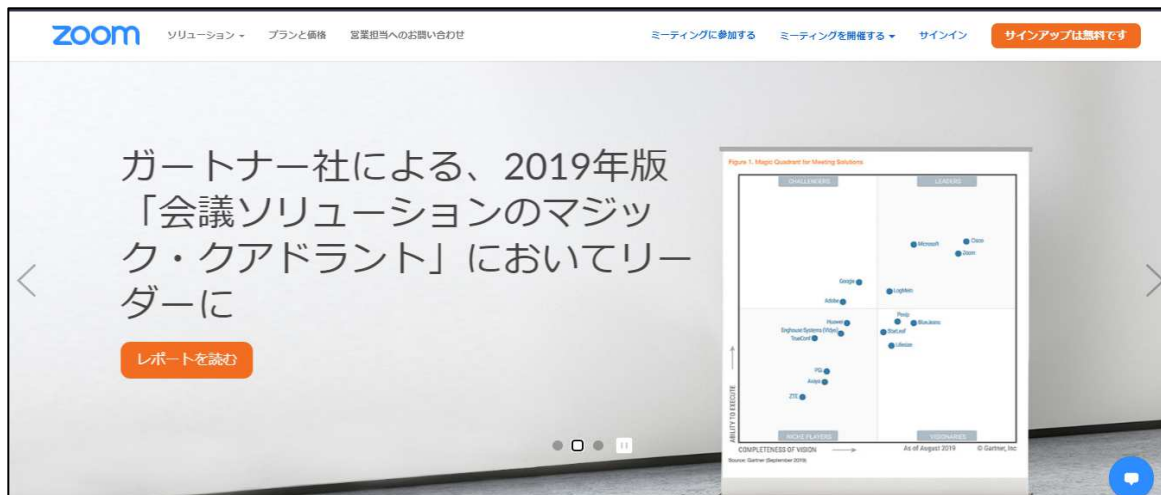 zoom
ソリューション
プランと価格
営業担当へのお問い合わせ
ミーティングに参加する
ミーティングを開催する
サインイン
サインアップは無料です
ガートナー社による、2019年版
「会議ソリューションのマジッ
ク・クアドラント」においてリー
ダーに
レポートを読む
Figure 1. Magic Quadrant for Meeting Solutions
CHALLENGERS
LEADERS
Microsoft
Cisco
Zoom
Google
LogMeIn
Adobe
Huawei
Pexip
BlueJeans
Enghouse Systems (Vidyo)
StarLeaf
TrueConf
Lifesize
PGi
Avaya
ZTE
ABILITY TO EXECUTE
NICHE PLAYERS
VISIONARIES
COMPLETENESS OF VISION
As of August 2019
© Gartner, Inc
Source: Gartner (September 2019)